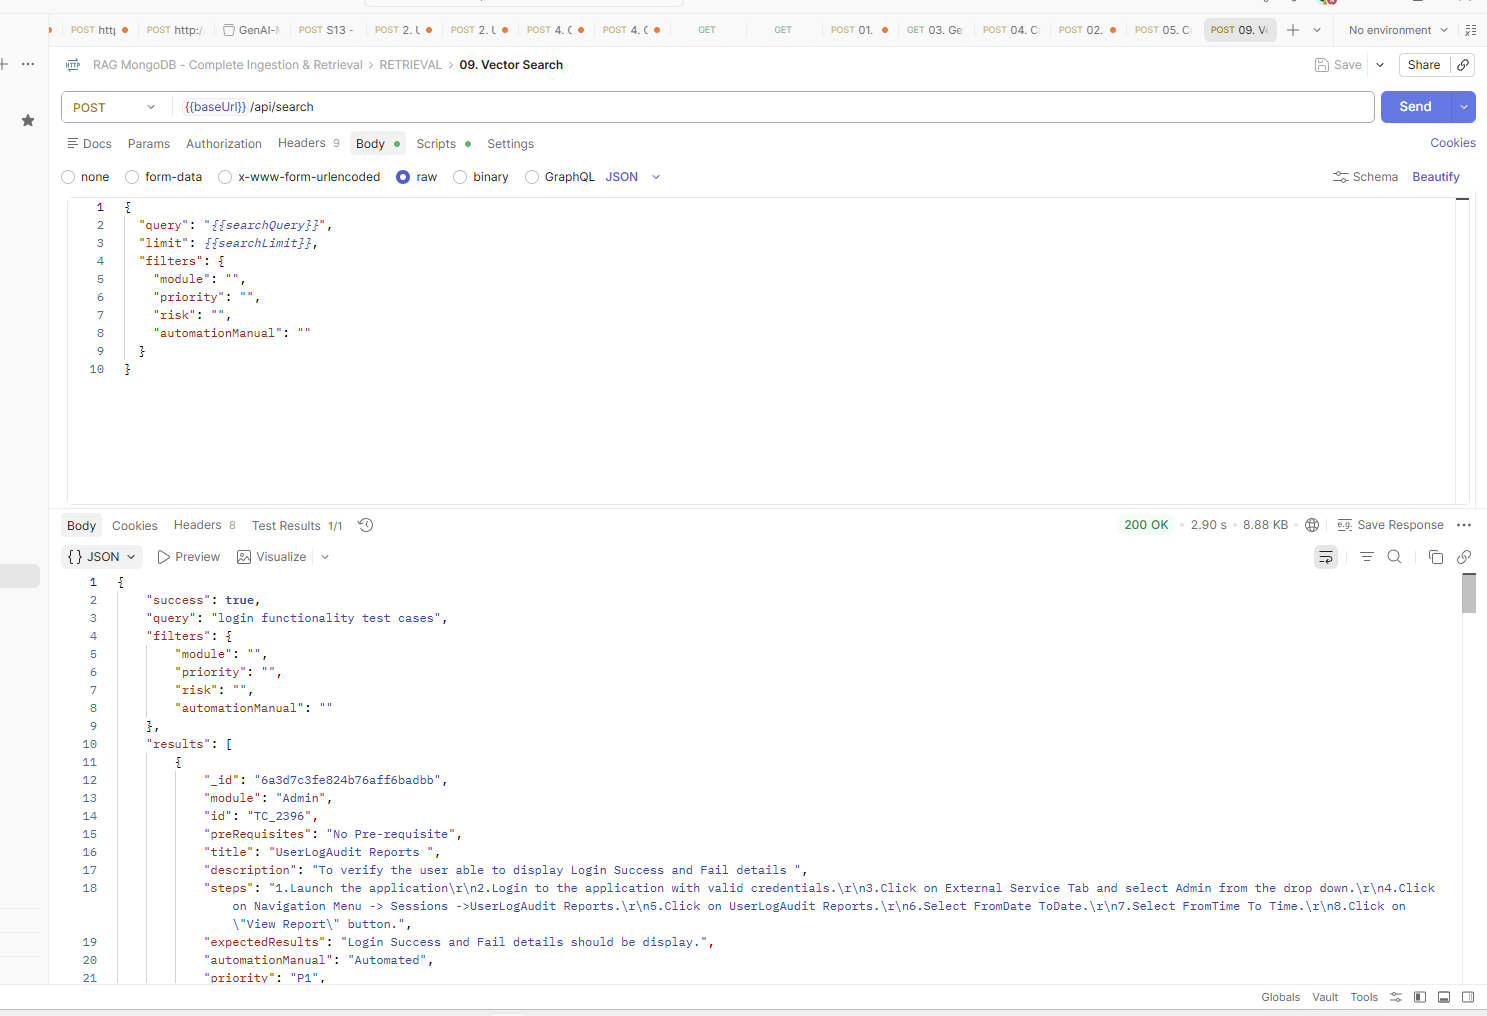 POST http
POST http:/
GenAI-
POST S13 -
POST 2. L
POST 2. L
POST 4. C
POST 4. C
GET
GET
POST 01.
GET 03. Ge
POST 04. C
POST 02.
POST 05. C
POST 09. Ve
No environment
RAG MongoDB - Complete Ingestion & Retrieval > RETRIEVAL > 09. Vector Search
Save
Share
POST {{baseUrl}} /api/search
Send
Docs Params Authorization Headers 9 Body Scripts Settings
Cookies
none form-data x-www-form-urlencoded raw binary GraphQL JSON
Schema Beautify
1 {
2 "query": "{{searchQuery}}",
3 "limit": {{searchLimit}},
4 "filters": {
5 "module": "",
6 "priority": "",
7 "risk": "",
8 "automationManual": ""
9 }
10 }
Body Cookies Headers 8 Test Results 1/1
200 OK • 2.90 s • 8.88 KB • e.g. Save Response
{} JSON Preview Visualize
1 {
2 "success": true,
3 "query": "login functionality test cases",
4 "filters": {
5 "module": "",
6 "priority": "",
7 "risk": "",
8 "automationManual": ""
9 },
10 "results": [
11 {
12 "_id": "6a3d7c3fe824b76aff6badbb",
13 "module": "Admin",
14 "id": "TC_2396",
15 "preRequisites": "No Pre-requisite",
16 "title": "UserLogAudit Reports ",
17 "description": "To verify the user able to display Login Success and Fail details ",
18 "steps": "1.Launch the application\r\n2.Login to the application with valid credentials.\r\n3.Click on External Service Tab and select Admin from the drop down.\r\n4.Click
on Navigation Menu -> Sessions ->UserLogAudit Reports.\r\n5.Click on UserLogAudit Reports.\r\n6.Select FromDate ToDate.\r\n7.Select FromTime To Time.\r\n8.Click on
\"View Report\" button.",
19 "expectedResults": "Login Success and Fail details should be display.",
20 "automationManual": "Automated",
21 "priority": "P1",
Globals Vault Tools